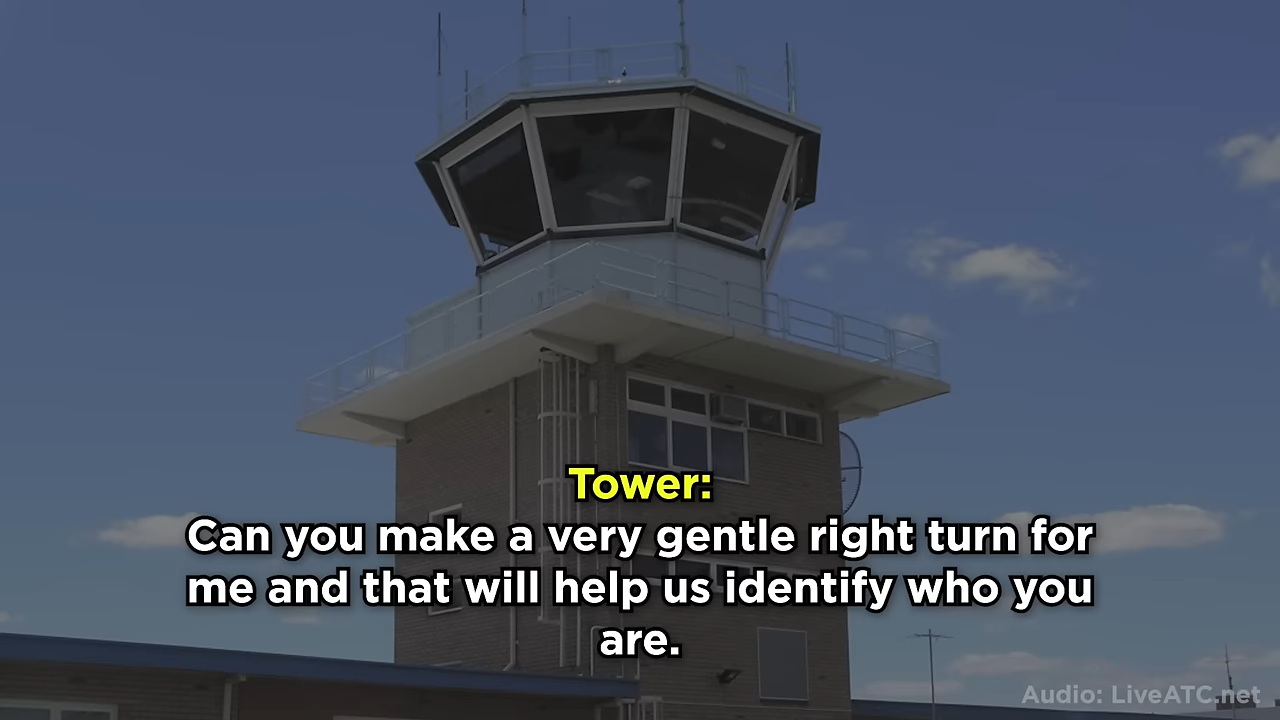 Tower:
Can you make a very gentle right turn for
me and that will help us identify who you
are.
Audio: LiveATC.net